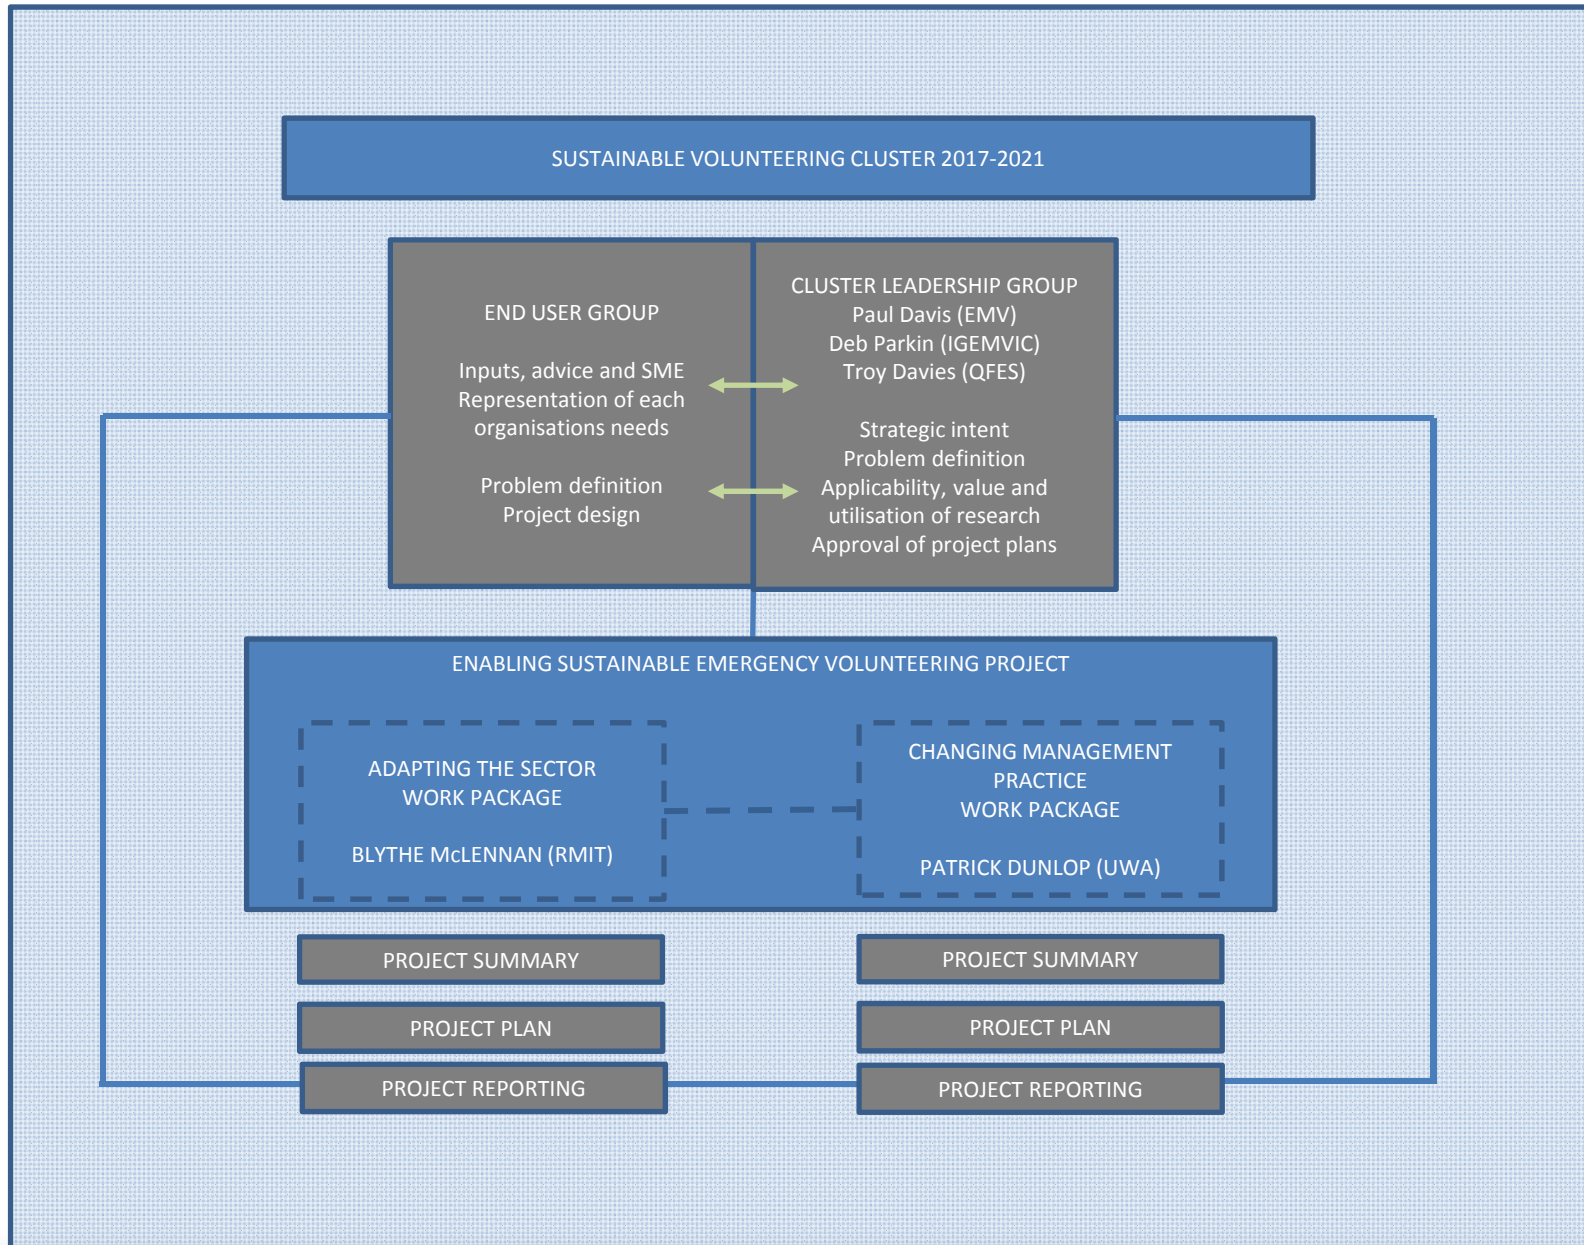 SUSTAINABLE VOLUNTEERING CLUSTER 2017-2021
END USER GROUP
Inputs, advice and SME
Representation of each
organisations needs
Problem definition
Project design
CLUSTER LEADERSHIP GROUP
Paul Davis (EMV)
Deb Parkin (IGEMVIC)
Troy Davies (QFES)
Strategic intent
Problem definition
Applicability, value and
utilisation of research
Approval of project plans
ENABLING SUSTAINABLE EMERGENCY VOLUNTEERING PROJECT
ADAPTING THE SECTOR
WORK PACKAGE
BLYTHE McLENNAN (RMIT)
CHANGING MANAGEMENT
PRACTICE
WORK PACKAGE
PATRICK DUNLOP (UWA)
PROJECT SUMMARY
PROJECT SUMMARY
PROJECT PLAN
PROJECT PLAN
PROJECT REPORTING
PROJECT REPORTING